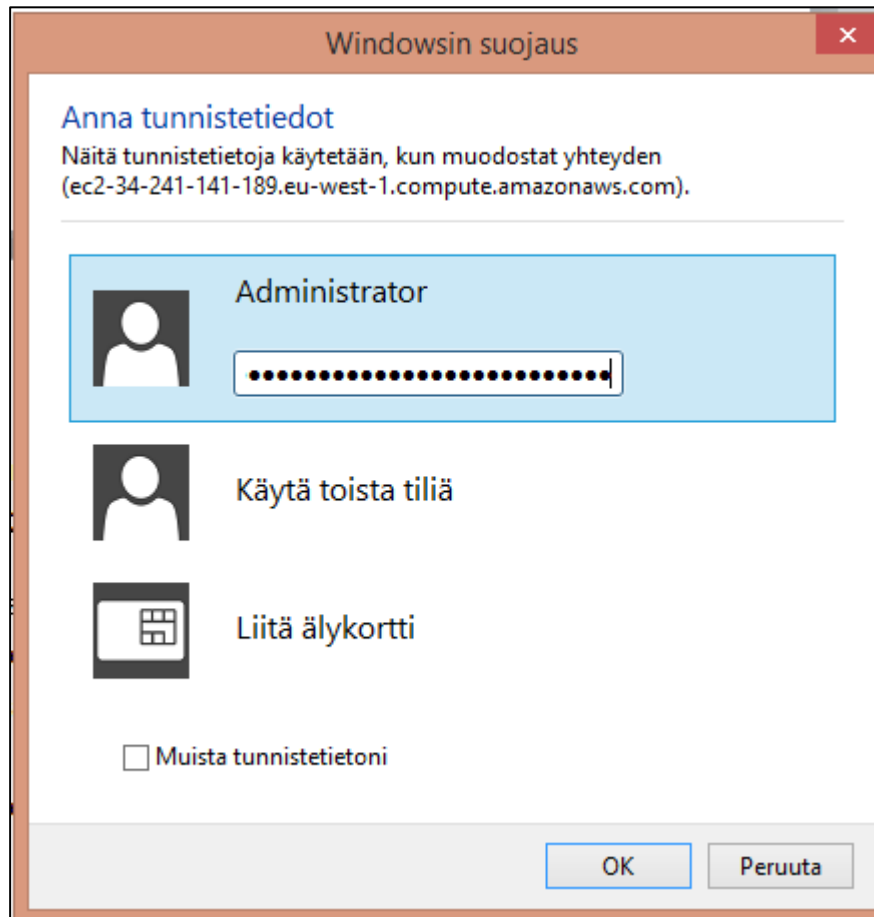 Windowsin suojaus
Anna tunnistetiedot
Näitä tunnistetietoja käytetään, kun muodostat yhteyden
(ec2-34-241-141-189.eu-west-1.compute.amazonaws.com).
Administrator
••••••••••••••••••••••••••
Käytä toista tiliä
Liitä älykortti
Muista tunnistetietoni
OK
Peruuta